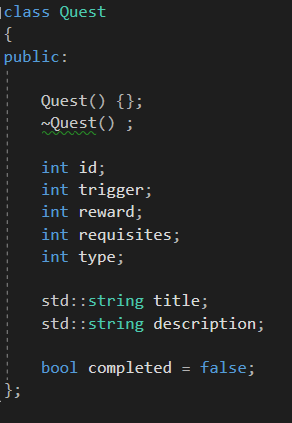 class Quest
{
public:
Quest() {};
~Quest() ;
int id;
int trigger;
int reward;
int requisites;
int type;
std::string title;
std::string description;
bool completed = false;
};